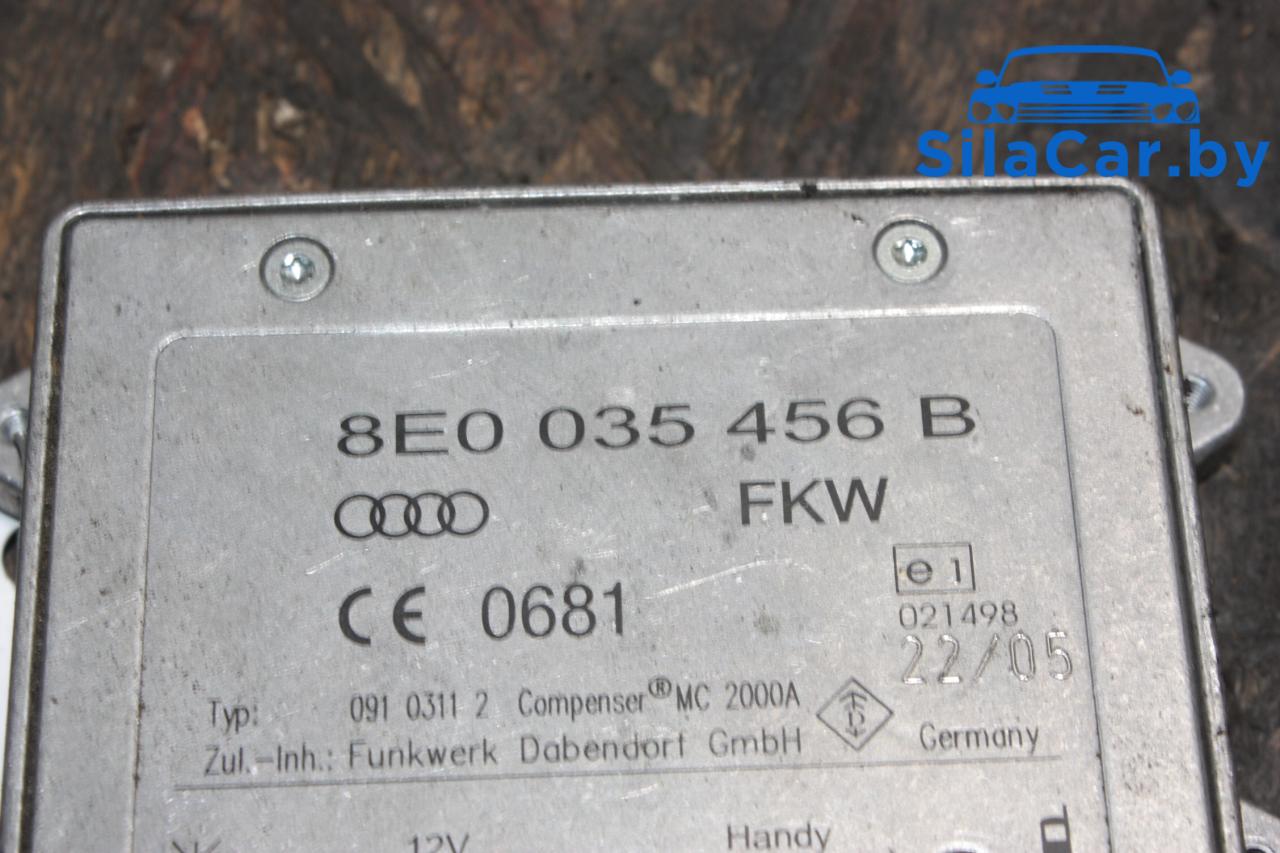 SilaCar.by
8E0 035 456 B
FKW
CE 0681
e 1
021498
22/05
Typ: 091 0311 2 Compenser® MC 2000A
Zul.-Inh.: Funkwerk Dabendorf GmbH Germany
12V Handy